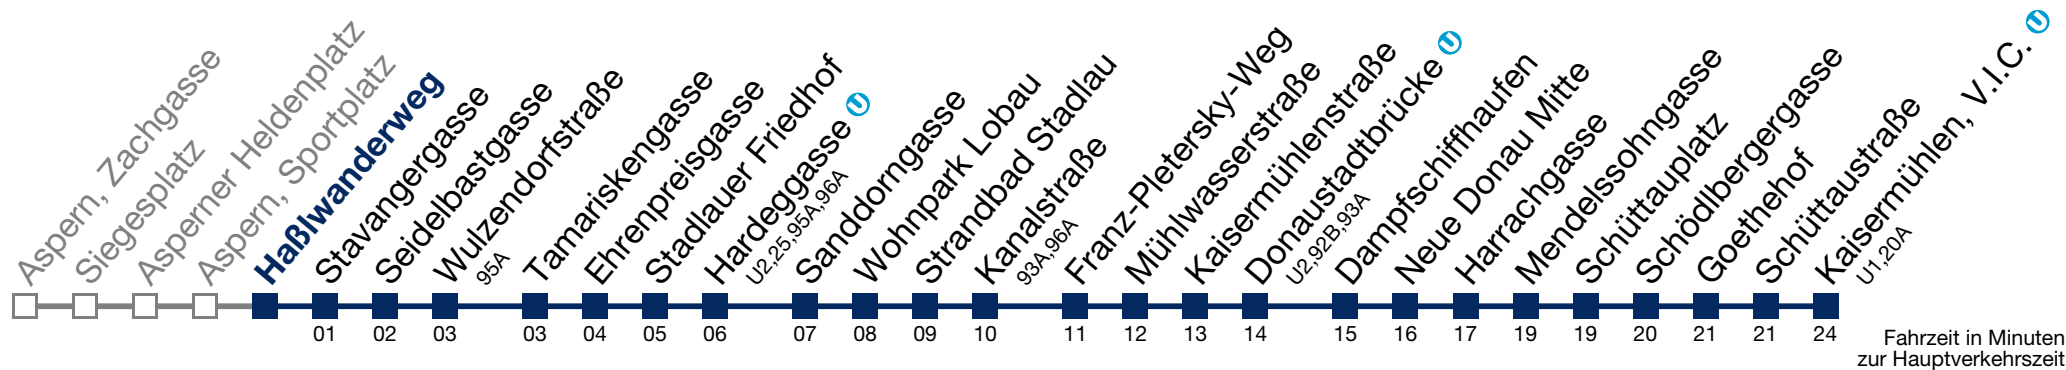 Aspern, Zachgasse
Siegesplatz
Asperner Heldenplatz
Aspern, Sportplatz
Haßlwanderweg
Stavangergasse
Seidelbastgasse
Wulzendorfstraße
95A
Tamariskengasse
Ehrenpreisgasse
Stadlauer Friedhof
Hardeggasse U
U2,25,95A,96A
Sanddorngasse
Wohnpark Lobau
Strandbad Stadlau
Kanalstraße
93A,96A
Franz-Pletersky-Weg
Mühlwasserstraße
Kaisermühlenstraße
Donaustadtbrücke U
U2,92B,93A
Dampfschiffhaufen
Neue Donau Mitte
Harrachgasse
Mendelssohngasse
Schüttauplatz
Schödlbergergasse
Goethehof
Schüttaustraße
Kaisermühlen, V.I.C. U
U1,20A
01 02 03 03 04 05 06 07 08 09 10 11 12 13 14 15 16 17 19 19 20 21 21 24
Fahrzeit in Minuten
zur Hauptverkehrszeit